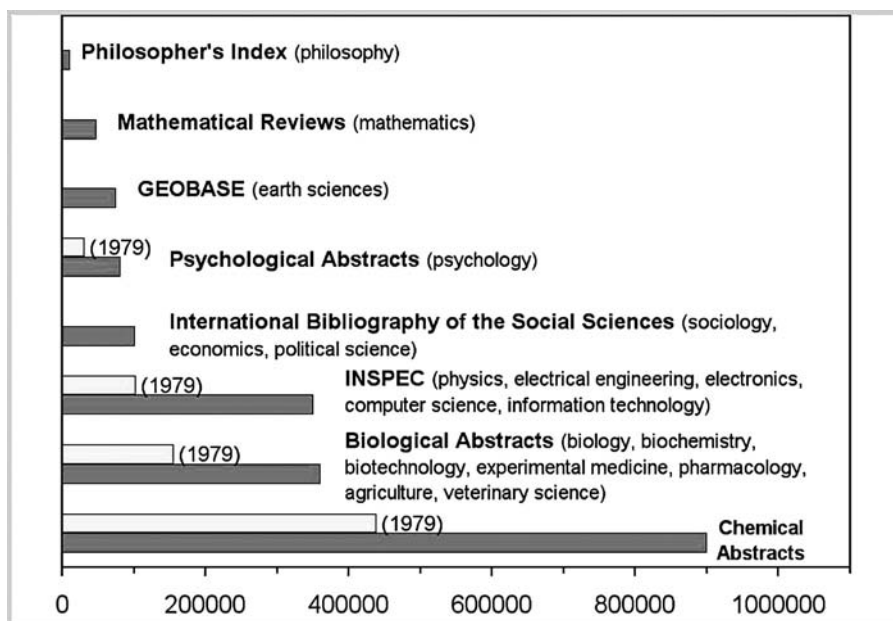 Philosopher's Index (philosophy)
Mathematical Reviews (mathematics)
GEOBASE (earth sciences)
(1979)
Psychological Abstracts (psychology)
International Bibliography of the Social Sciences (sociology,
economics, political science)
(1979)
INSPEC (physics, electrical engineering, electronics,
computer science, information technology)
(1979)
Biological Abstracts (biology, biochemistry,
biotechnology, experimental medicine, pharmacology,
agriculture, veterinary science)
(1979)
Chemical
Abstracts
0 200000 400000 600000 800000 1000000